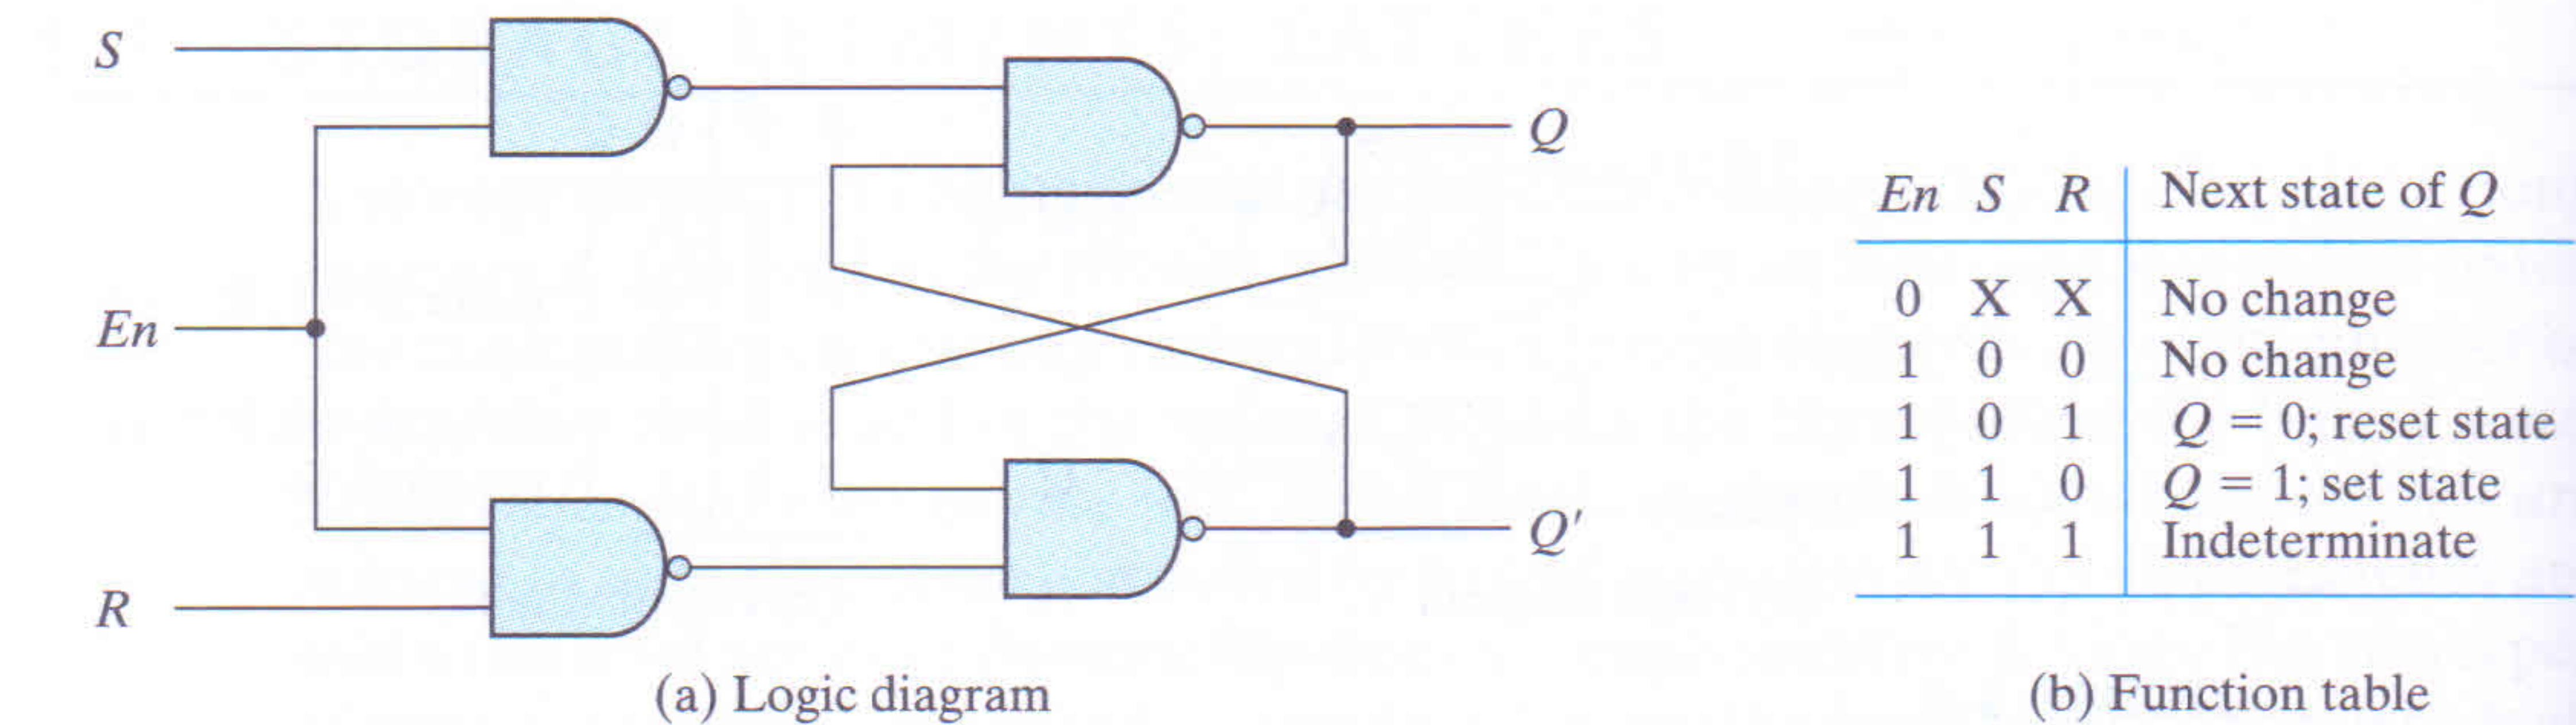 S
En
R
Q
Q'
(a) Logic diagram
En S R Next state of Q
0 X X No change
1 0 0 No change
1 0 1 Q = 0; reset state
1 1 0 Q = 1; set state
1 1 1 Indeterminate
(b) Function table